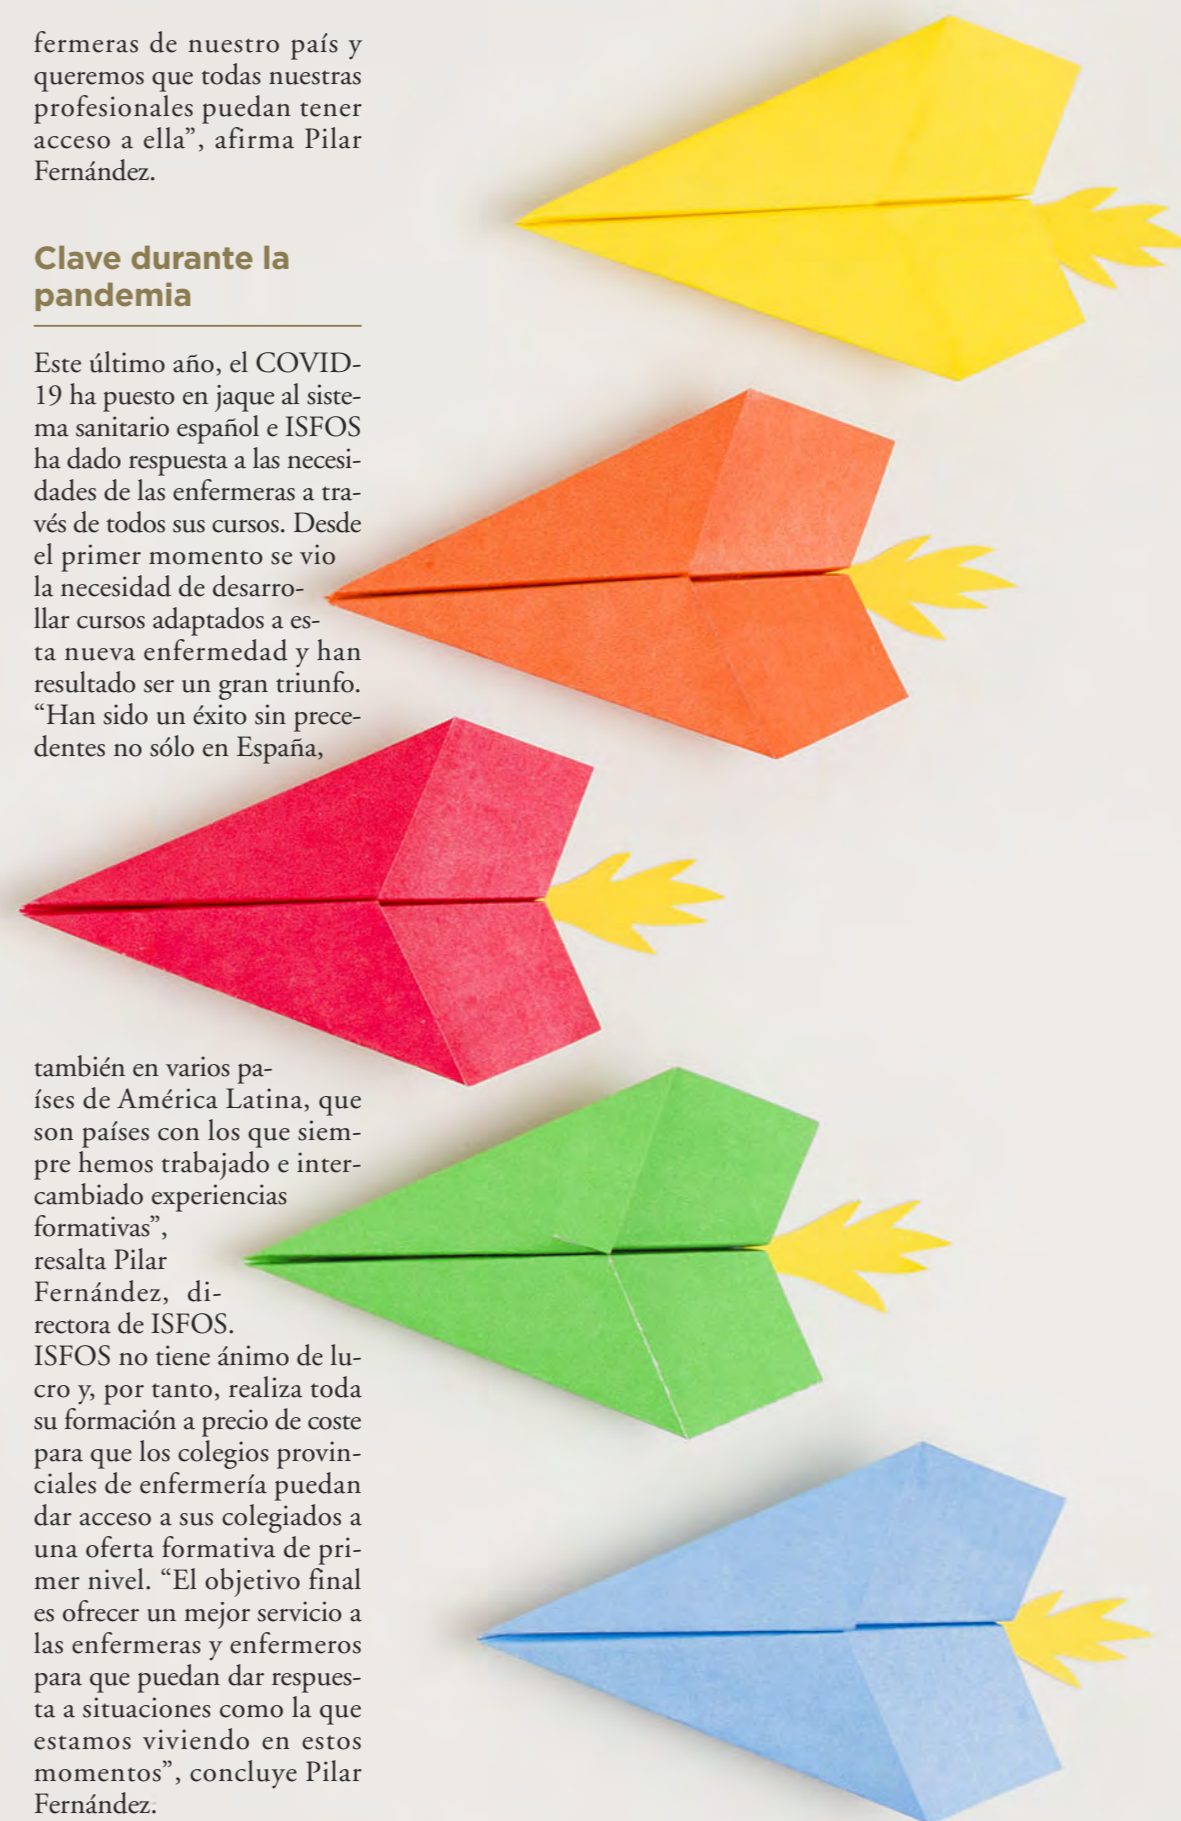 fermeras de nuestro país y
queremos que todas nuestras
profesionales puedan tener
acceso a ella”, afirma Pilar
Fernández.
Clave durante la
pandemia
Este último año, el COVID-
19 ha puesto en jaque al siste-
ma sanitario español e ISFOS
ha dado respuesta a las necesi-
dades de las enfermeras a tra-
vés de todos sus cursos. Desde
el primer momento se vio
la necesidad de desarro-
llar cursos adaptados a es-
ta nueva enfermedad y han
resultado ser un gran triunfo.
“Han sido un éxito sin prece-
dentes no sólo en España,
también en varios pa-
íses de América Latina, que
son países con los que siem-
pre hemos trabajado e inter-
cambiado experiencias
formativas”,
resalta Pilar
Fernández, di-
rectora de ISFOS.
ISFOS no tiene ánimo de lu-
cro y, por tanto, realiza toda
su formación a precio de coste
para que los colegios provin-
ciales de enfermería puedan
dar acceso a sus colegiados a
una oferta formativa de pri-
mer nivel. “El objetivo final
es ofrecer un mejor servicio a
las enfermeras y enfermeros
para que puedan dar respues-
ta a situaciones como la que
estamos viviendo en estos
momentos”, concluye Pilar
Fernández.